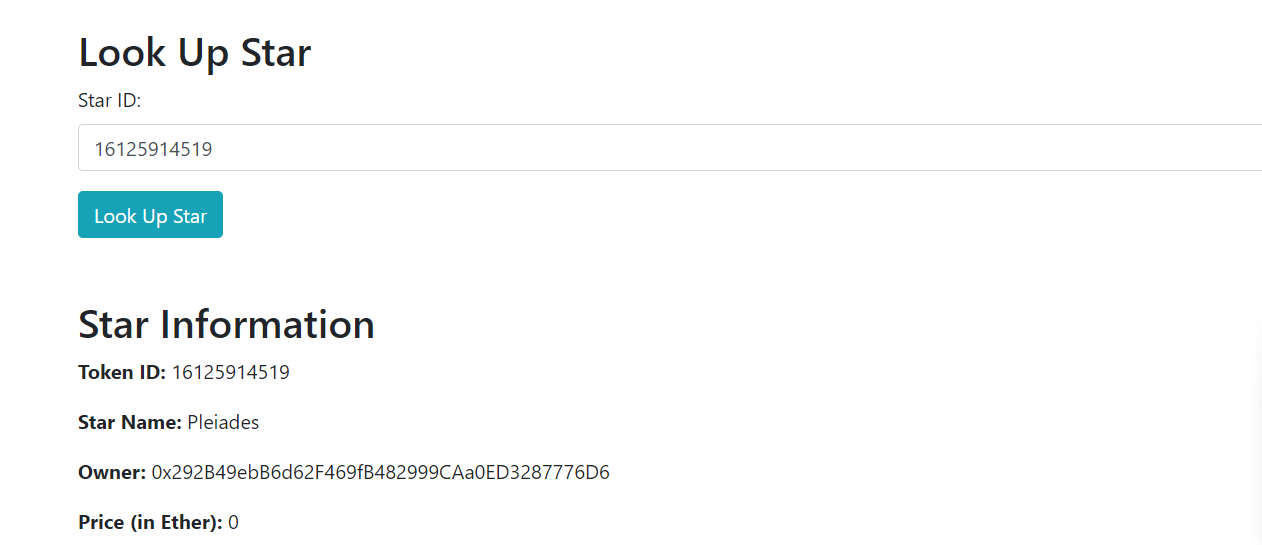 Look Up Star
Star ID:
16125914519
Look Up Star
Star Information
Token ID: 16125914519
Star Name: Pleiades
Owner: 0x292B49ebB6d62F469fB482999CAa0ED3287776D6
Price (in Ether): 0